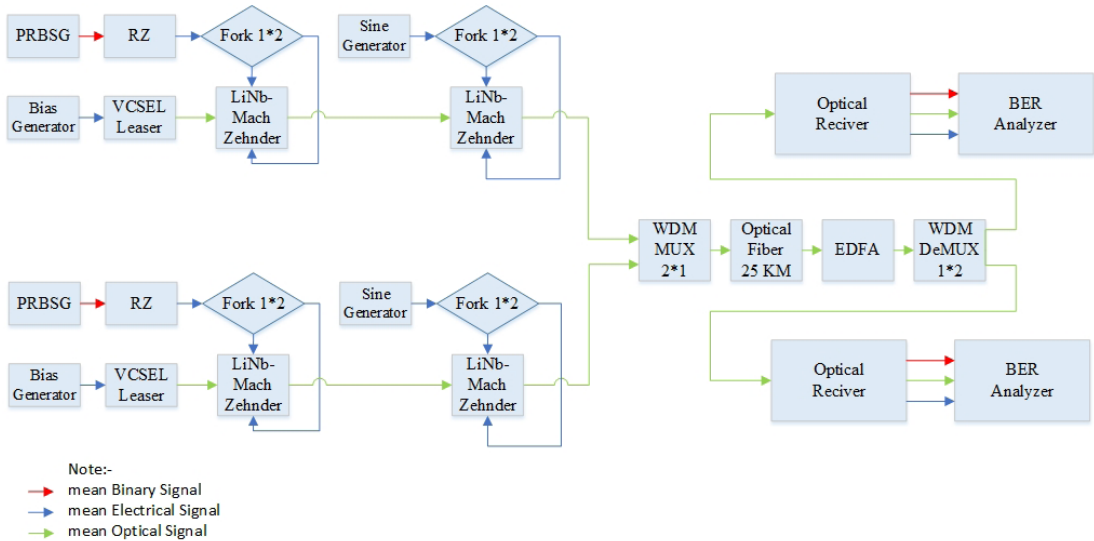 PRBSG
RZ
Fork 1*2
Sine
Generator
Fork 1*2
Bias
Generator
VCSEL
Leaser
LiNb-
Mach
Zehnder
LiNb-
Mach
Zehnder
Optical
Reciver
BER
Analyzer
WDM
MUX
2*1
Optical
Fiber
25 KM
EDFA
WDM
DeMUX
1*2
PRBSG
RZ
Fork 1*2
Sine
Generator
Fork 1*2
Bias
Generator
VCSEL
Leaser
LiNb-
Mach
Zehnder
LiNb-
Mach
Zehnder
Optical
Reciver
BER
Analyzer
Note:-
mean Binary Signal
mean Electrical Signal
mean Optical Signal